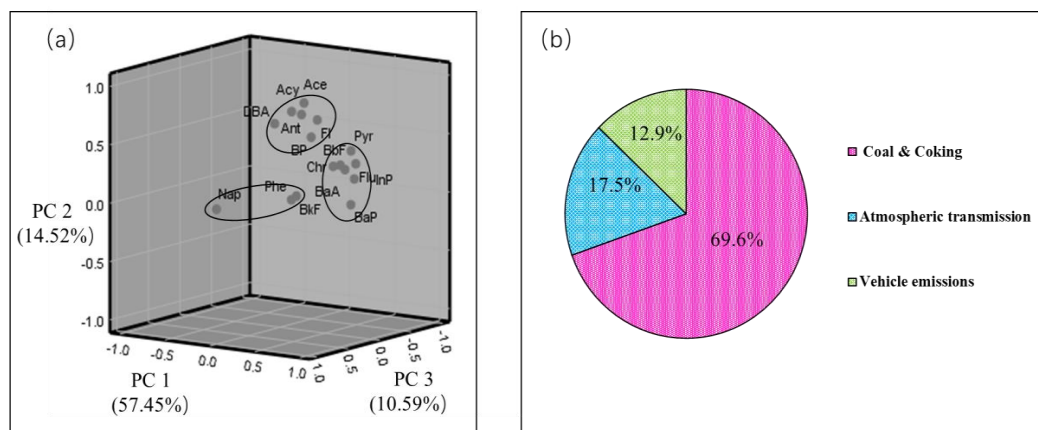 (a)
Acy Ace
DBA
Ant
Fl
BP
Pyr
BbF
Chr
Flu
InP
BaA
BaP
Nap
Phe
BkF
1.0
0.5
0.0
-0.5
-1.0
PC 2
(14.52%)
-1.0
-0.5
0.0
0.5
1.0
PC 1
(57.45%)
1.0
0.5
0.0
-0.5
-1.0
PC 3
(10.59%)
(b)
12.9%
17.5%
69.6%
Coal & Coking
Atmospheric transmission
Vehicle emissions